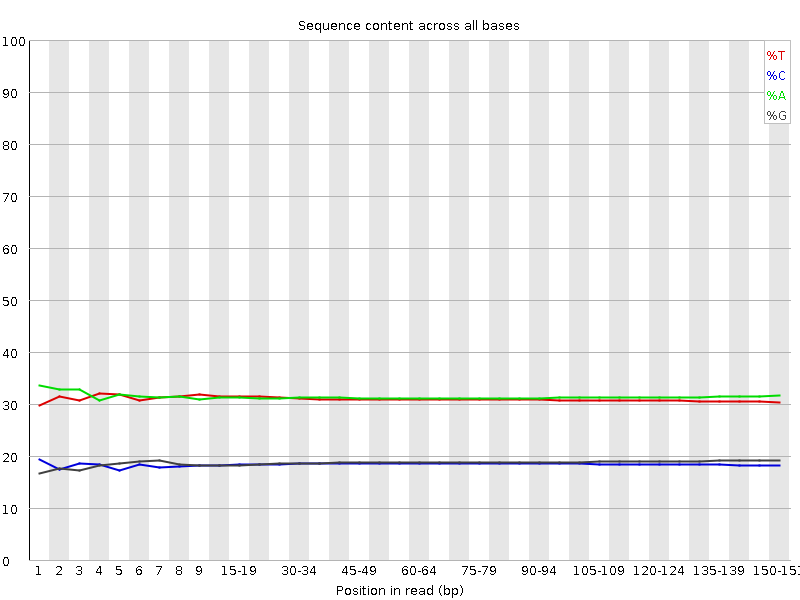 Sequence content across all bases
100
90
80
70
60
50
40
30
20
10
0
%T
%C
%A
%G
1 2 3 4 5 6 7 8 9 15-19 30-34 45-49 60-64 75-79 90-94 105-109 120-124 135-139 150-151
Position in read (bp)